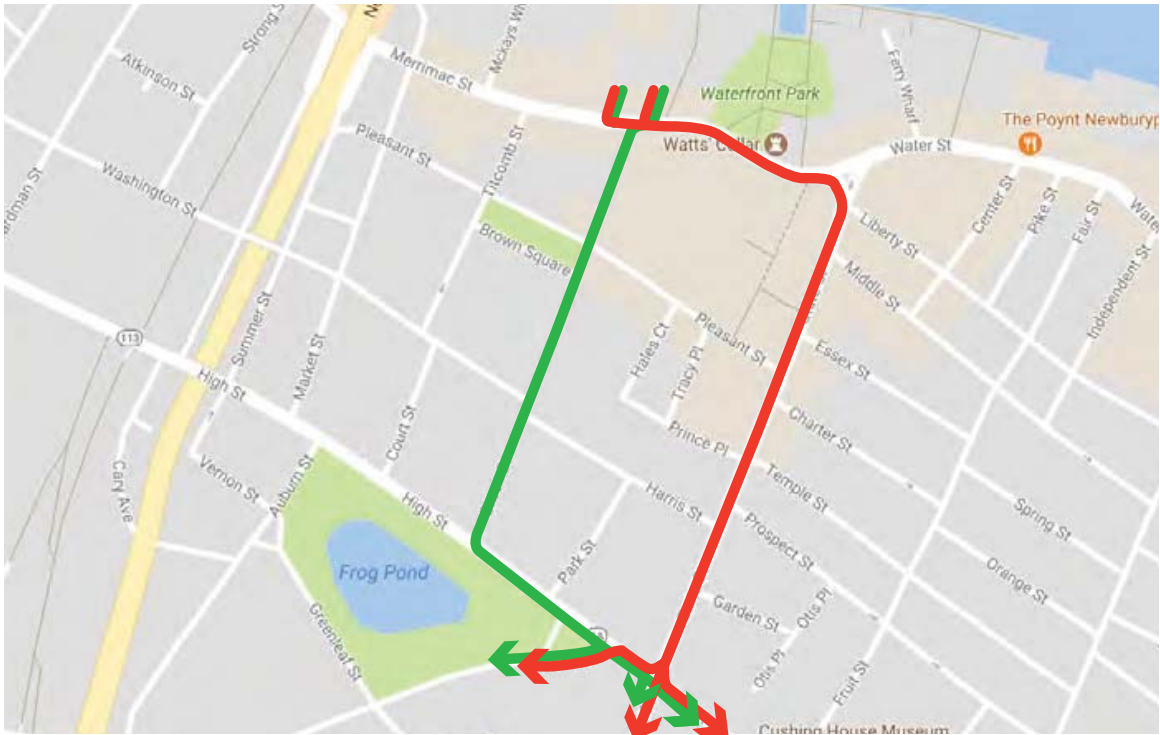 Strong S
Mckays W
Atkinson St
Merrimac St
Ferry Wharf
Waterfront Park
The Poynt Newburyp
Watts' Cellar
Water St
Pleasant St
Titcomb St
Washington St
Center St
Pike St
Fair St
Water
Liberty St
Brown Square
Middle St
Independent St
Summer St
Market St
113
High St
Hales Ct
Tracy Pl
Pleasant St
Essex St
Court St
Charter St
Prince Pl
Cary Ave
Vernon St
Auburn St
High St
Harris St
Temple St
Spring St
Prospect St
Park St
Frog Pond
Orange St
Garden St
Otis Pl
Greenleaf St
Otis Pl
Fruit St
Cushing House Museum